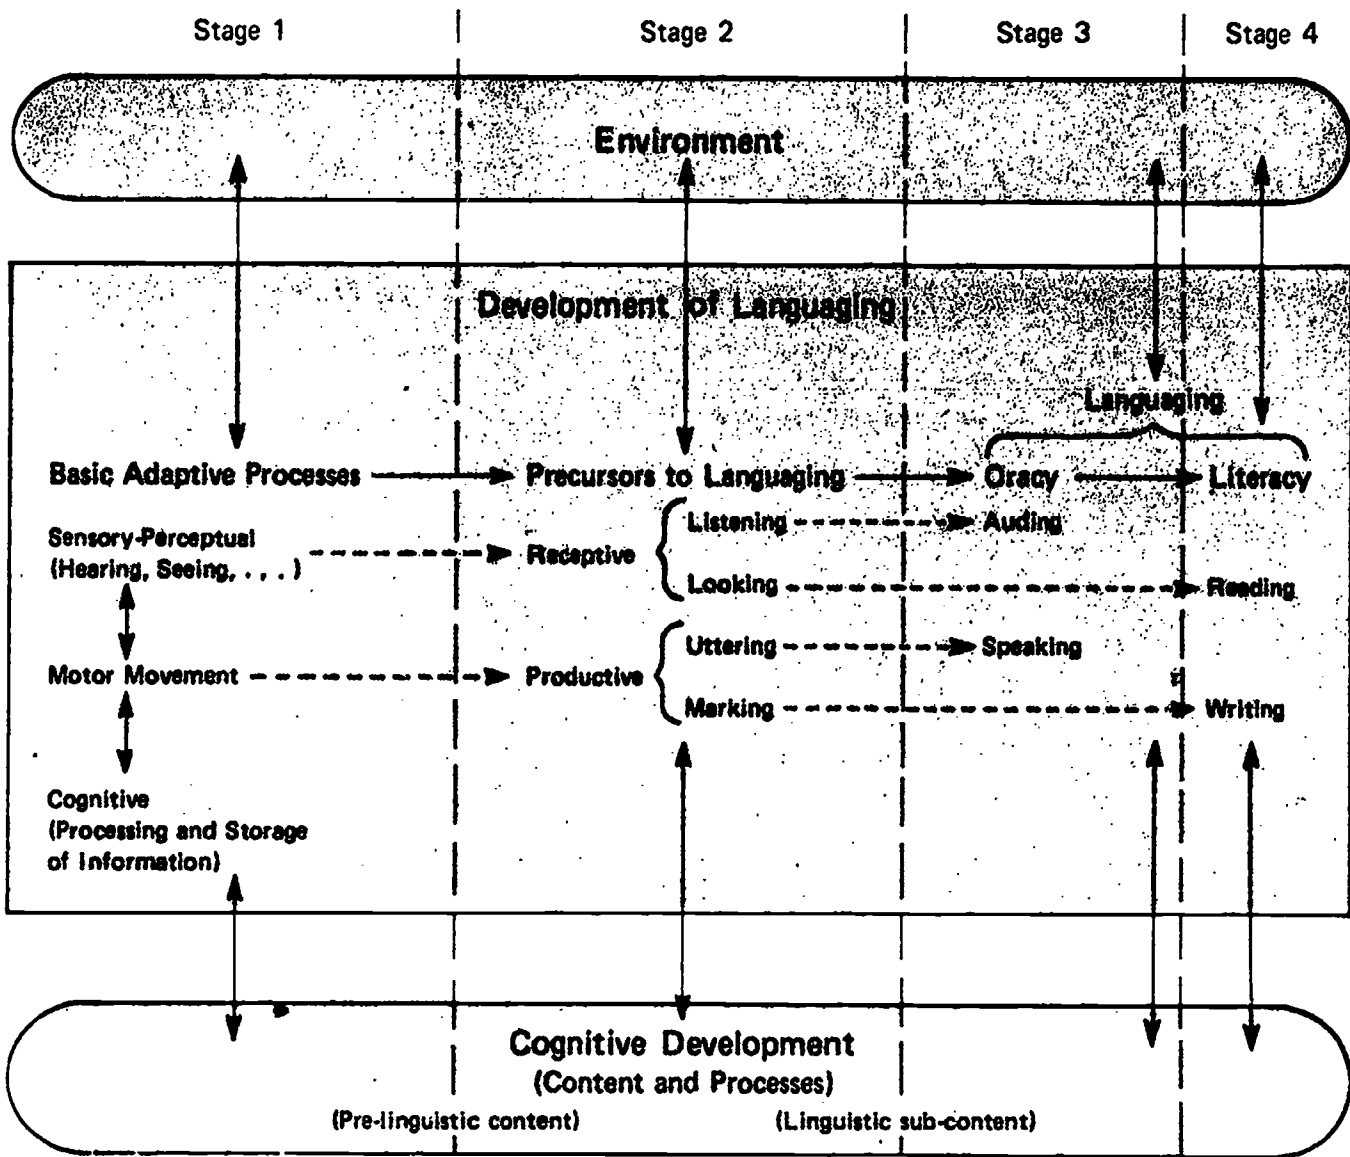 Stage 1 Stage 2 Stage 3 Stage 4
Environment
Development of Languaging
Languaging
Basic Adaptive Processes Precursors to Languaging Oracy Literacy
Listening Auding
Sensory-Perceptual
(Hearing, Seeing, . . . ) Receptive
Looking Reading
Uttering Speaking
Motor Movement Productive
Marking Writing
Cognitive
(Processing and Storage
of Information)
Cognitive Development
(Content and Processes)
(Pre-linguistic content) (Linguistic sub-content)